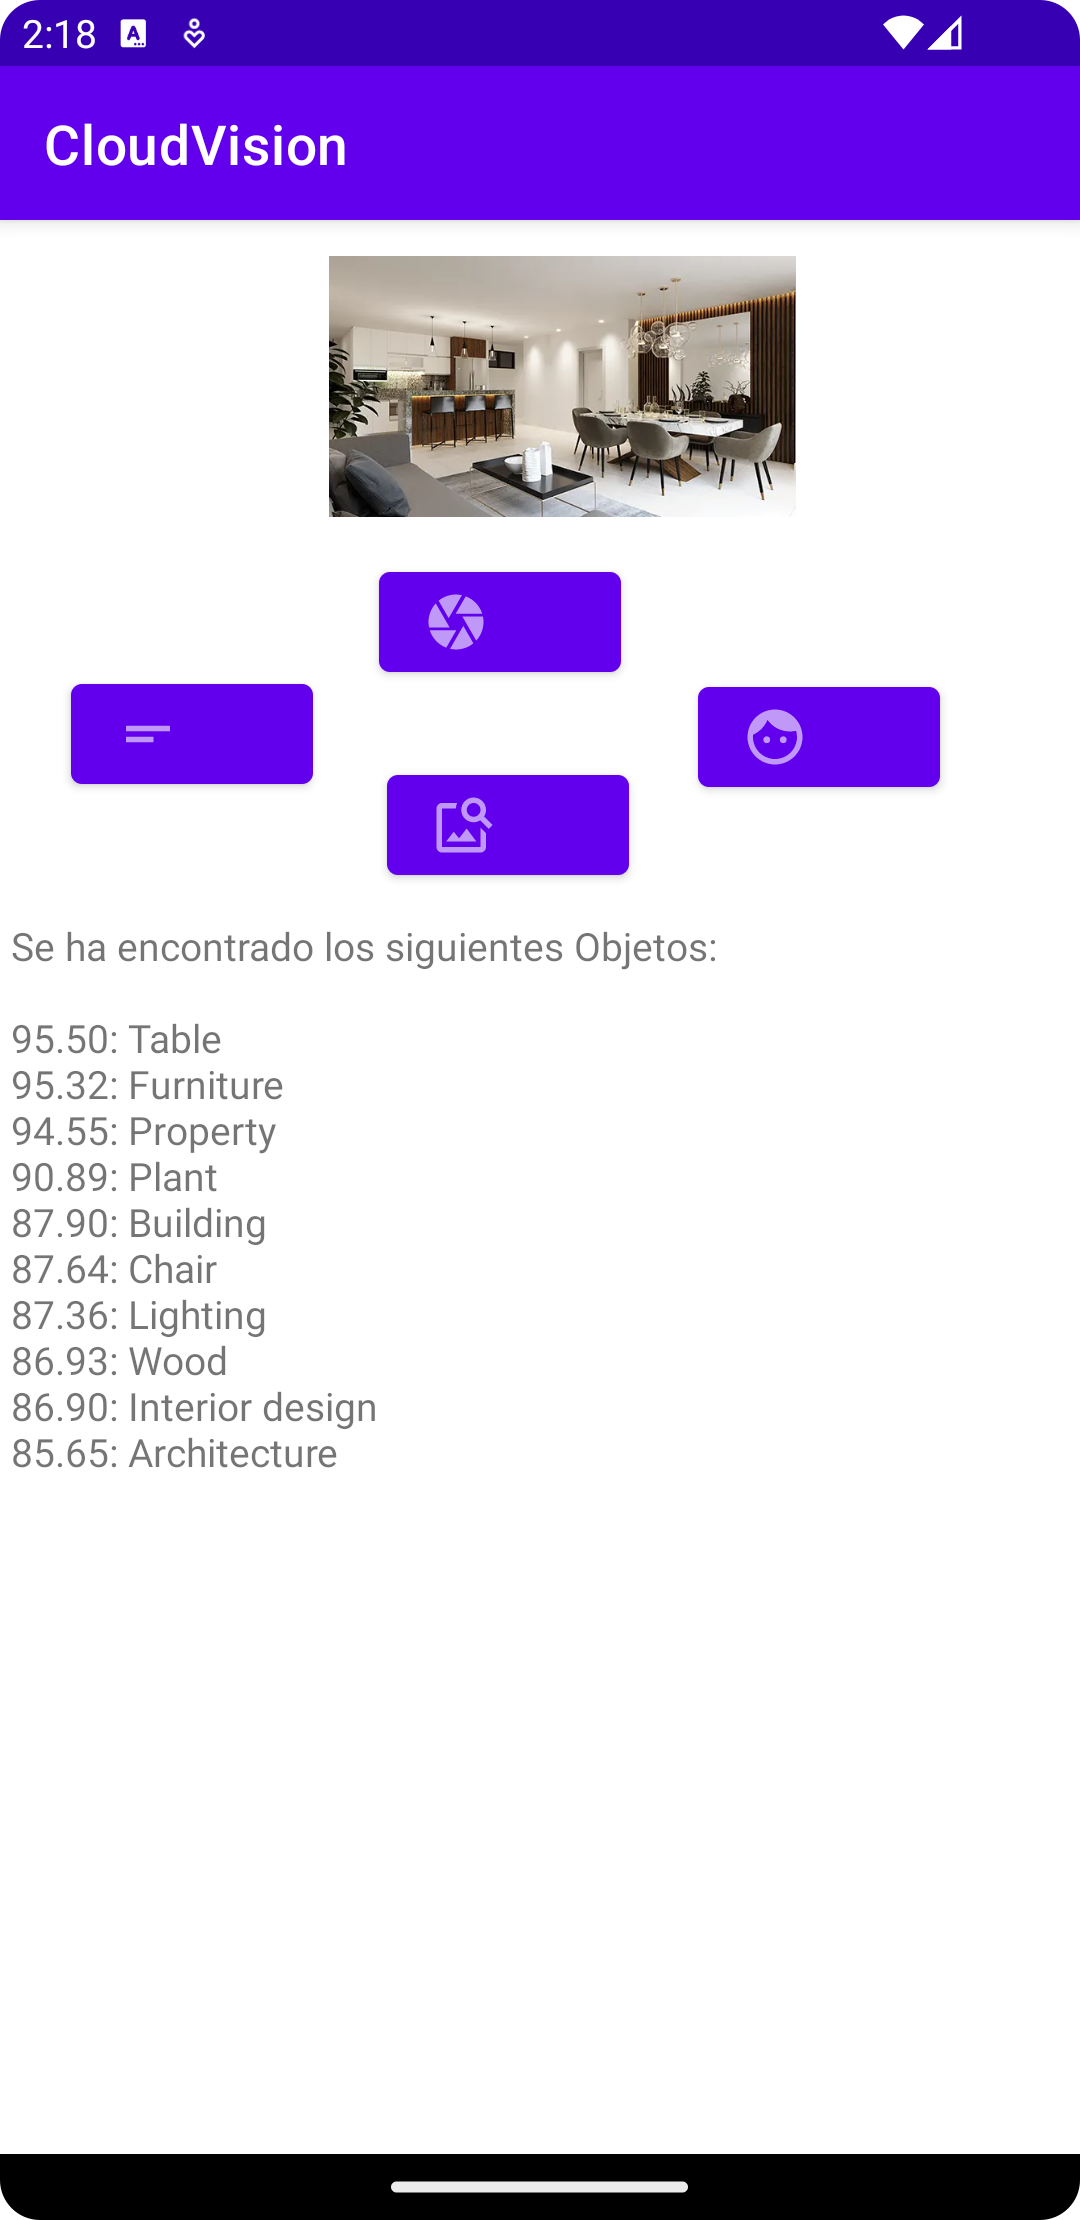 2:18
CloudVision
Se ha encontrado los siguientes Objetos:
95.50: Table
95.32: Furniture
94.55: Property
90.89: Plant
87.90: Building
87.64: Chair
87.36: Lighting
86.93: Wood
86.90: Interior design
85.65: Architecture